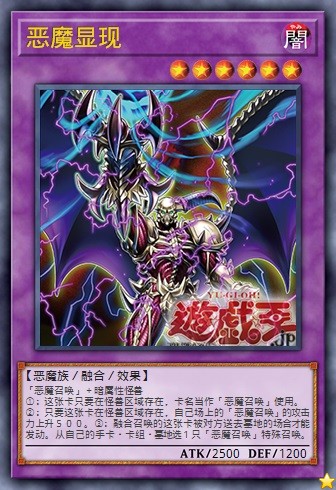 恶魔显现
闇
YU-GI-OH!
遊戯王
.JP
【恶魔族／融合／效果】
「恶魔召唤」＋暗属性怪兽
①：这张卡只要在怪兽区域存在，卡名当作「恶魔召唤」使用。
②：只要这张卡在怪兽区域存在，自己场上的「恶魔召唤」的攻击
力上升５００。③：融合召唤的这张卡被对方送去墓地的场合才能
发动。从自己的手卡・卡组・墓地选１只「恶魔召唤」特殊召唤。
ATK/2500 DEF/1200